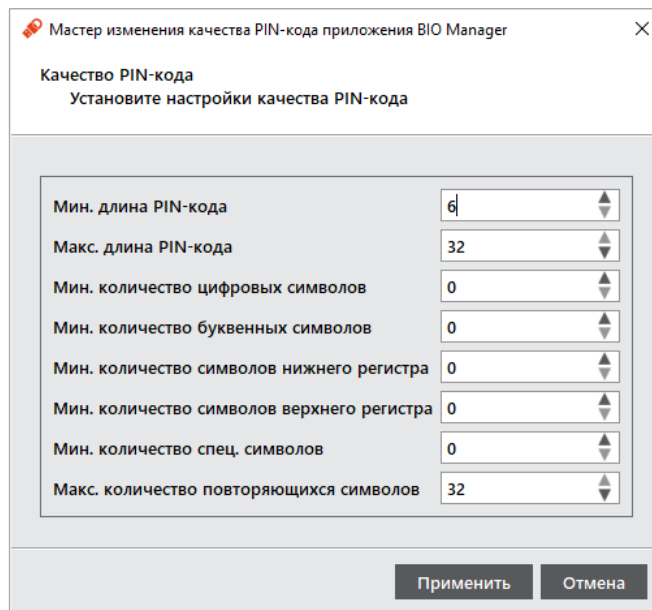 Мастер изменения качества PIN-кода приложения BIO Manager
Качество PIN-кода
Установите настройки качества PIN-кода
Мин. длина PIN-кода 6
Макс. длина PIN-кода 32
Мин. количество цифровых символов 0
Мин. количество буквенных символов 0
Мин. количество символов нижнего регистра 0
Мин. количество символов верхнего регистра 0
Мин. количество спец. символов 0
Макс. количество повторяющихся символов 32
Применить Отмена